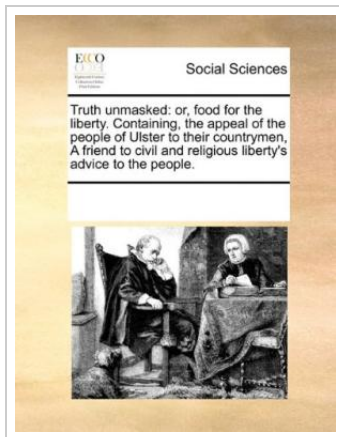 ECCO
Social Sciences
Truth unmasked: or, food for the
liberty. Containing, the appeal of the
people of Ulster to their countrymen,
A friend to civil and religious liberty's
advice to the people.